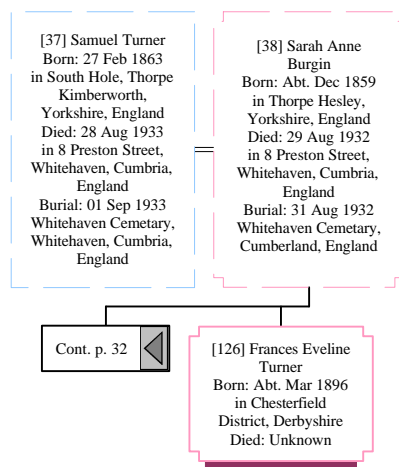 [37] Samuel Turner
Born: 27 Feb 1863
in South Hole, Thorpe
Kimberworth,
Yorkshire, England
Died: 28 Aug 1933
in 8 Preston Street,
Whitehaven, Cumbria,
England
Burial: 01 Sep 1933
Whitehaven Cemetary,
Whitehaven, Cumbria,
England
[38] Sarah Anne
Burgin
Born: Abt. Dec 1859
in Thorpe Hesley,
Yorkshire, England
Died: 29 Aug 1932
in 8 Preston Street,
Whitehaven, Cumbria,
England
Burial: 31 Aug 1932
Whitehaven Cemetary,
Cumberland, England
Cont. p. 32
[126] Frances Eveline
Turner
Born: Abt. Mar 1896
in Chesterfield
District, Derbyshire
Died: Unknown